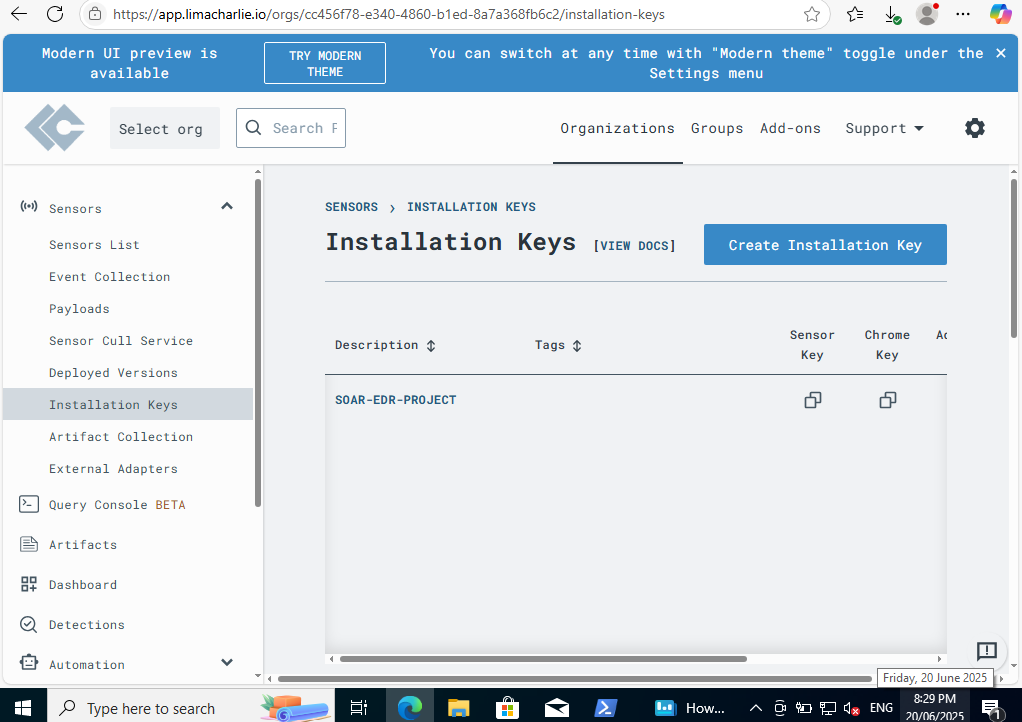 https://app.limacharlie.io/orgs/cc456f78-e340-4860-b1ed-8a7a368fb6c2/installation-keys
Modern UI preview is
available
TRY MODERN
THEME
You can switch at any time with "Modern theme" toggle under the
Settings menu
Select org
Search F
Organizations
Groups
Add-ons
Support
Sensors
Sensors List
Event Collection
Payloads
Sensor Cull Service
Deployed Versions
Installation Keys
Artifact Collection
External Adapters
Query Console BETA
Artifacts
Dashboard
Detections
Automation
SENSORS > INSTALLATION KEYS
Installation Keys [VIEW DOCS]
Create Installation Key
Description
Tags
Sensor
Key
Chrome
Key
Ad
SOAR-EDR-PROJECT
Friday, 20 June 2025
Type here to search
How...
ENG
8:29 PM
20/06/2025
1